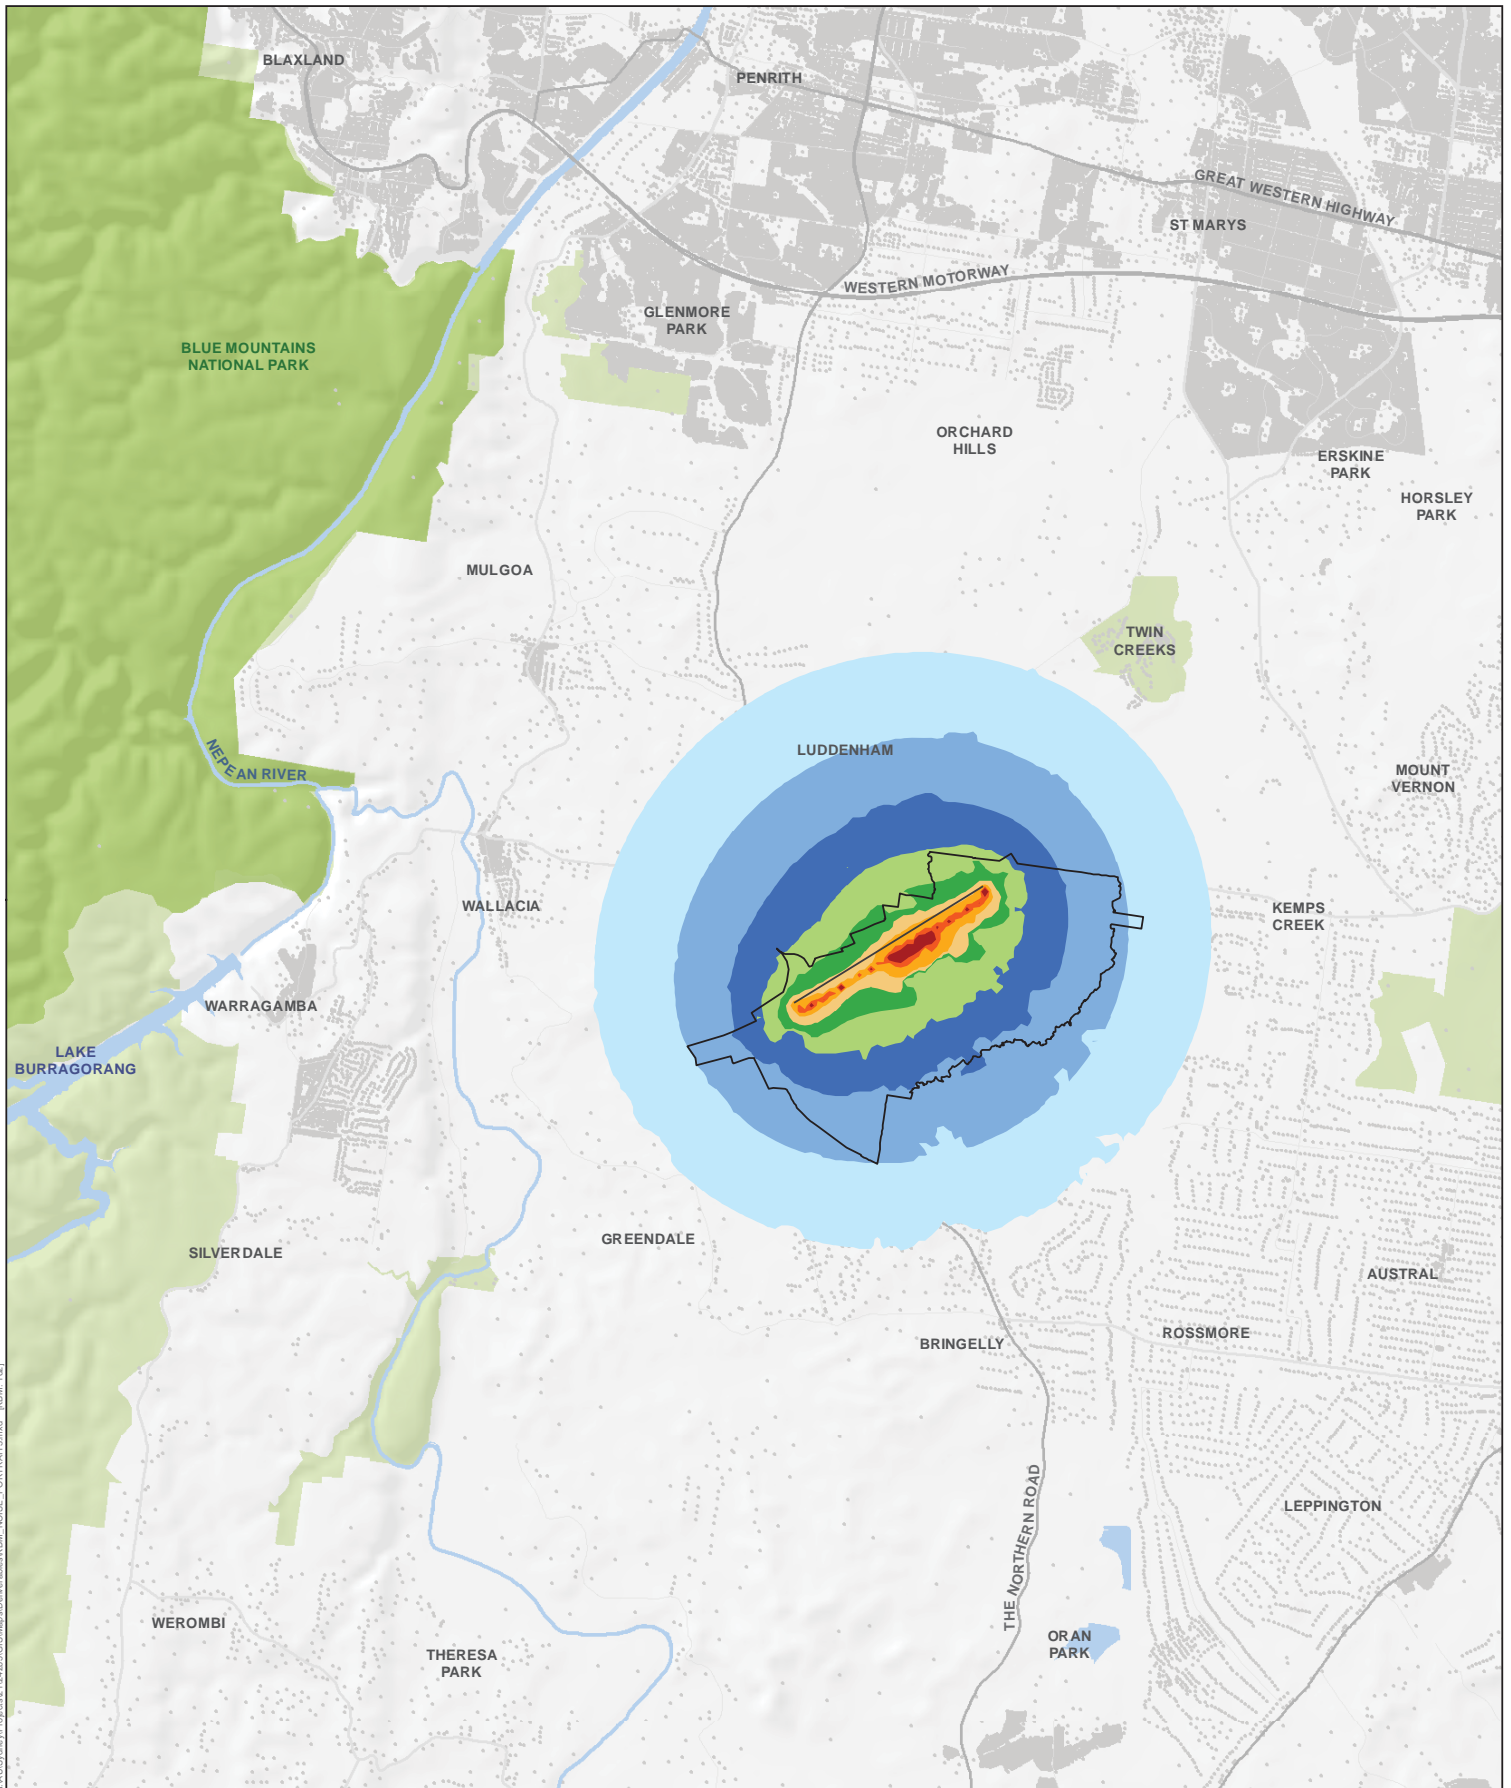 BLAXLAND
PENRITH
GREAT WESTERN HIGHWAY
ST MARYS
WESTERN MOTORWAY
GLENMORE
PARK
BLUE MOUNTAINS
NATIONAL PARK
ORCHARD
HILLS
ERSKINE
PARK
HORSLEY
PARK
MULGOA
TWIN
CREEKS
LUDDENHAM
NEPEAN RIVER
MOUNT
VERNON
WALLACIA
KEMPS
CREEK
WARRAGAMBA
LAKE
BURRAGORANG
GREENDALE
SILVERDALE
AUSTRAL
ROSSMORE
BRINGELLY
LEPPINGTON
THE NORTHERN ROAD
WEROMBI
ORAN
PARK
THERESA
PARK